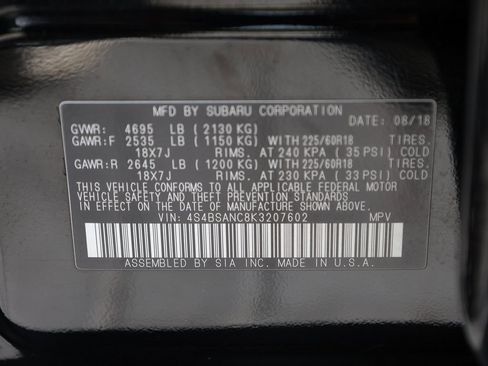 MFD BY SUBARU CORPORATION DATE: 08/18
GVWR: 4695 LB ( 2130 KG)
GAWR:F 2535 LB ( 1150 KG) WITH 225/60R18 TIRES.
18X7J RIMS. AT 240 KPA ( 35 PSI) COLD
GAWR:R 2645 LB ( 1200 KG) WITH 225/60R18 TIRES.
18X7J RIMS. AT 230 KPA ( 33 PSI) COLD
THIS VEHICLE CONFORMS TO ALL APPLICABLE FEDERAL MOTOR
VEHICLE SAFETY AND THEFT PREVENTION STANDARDS
IN EFFECT ON THE DATE OF MANUFACTURE SHOWN ABOVE.
VIN: 4S4BSANC8K3207602 MPV
ASSEMBLED BY SIA INC. MADE IN U.S.A.